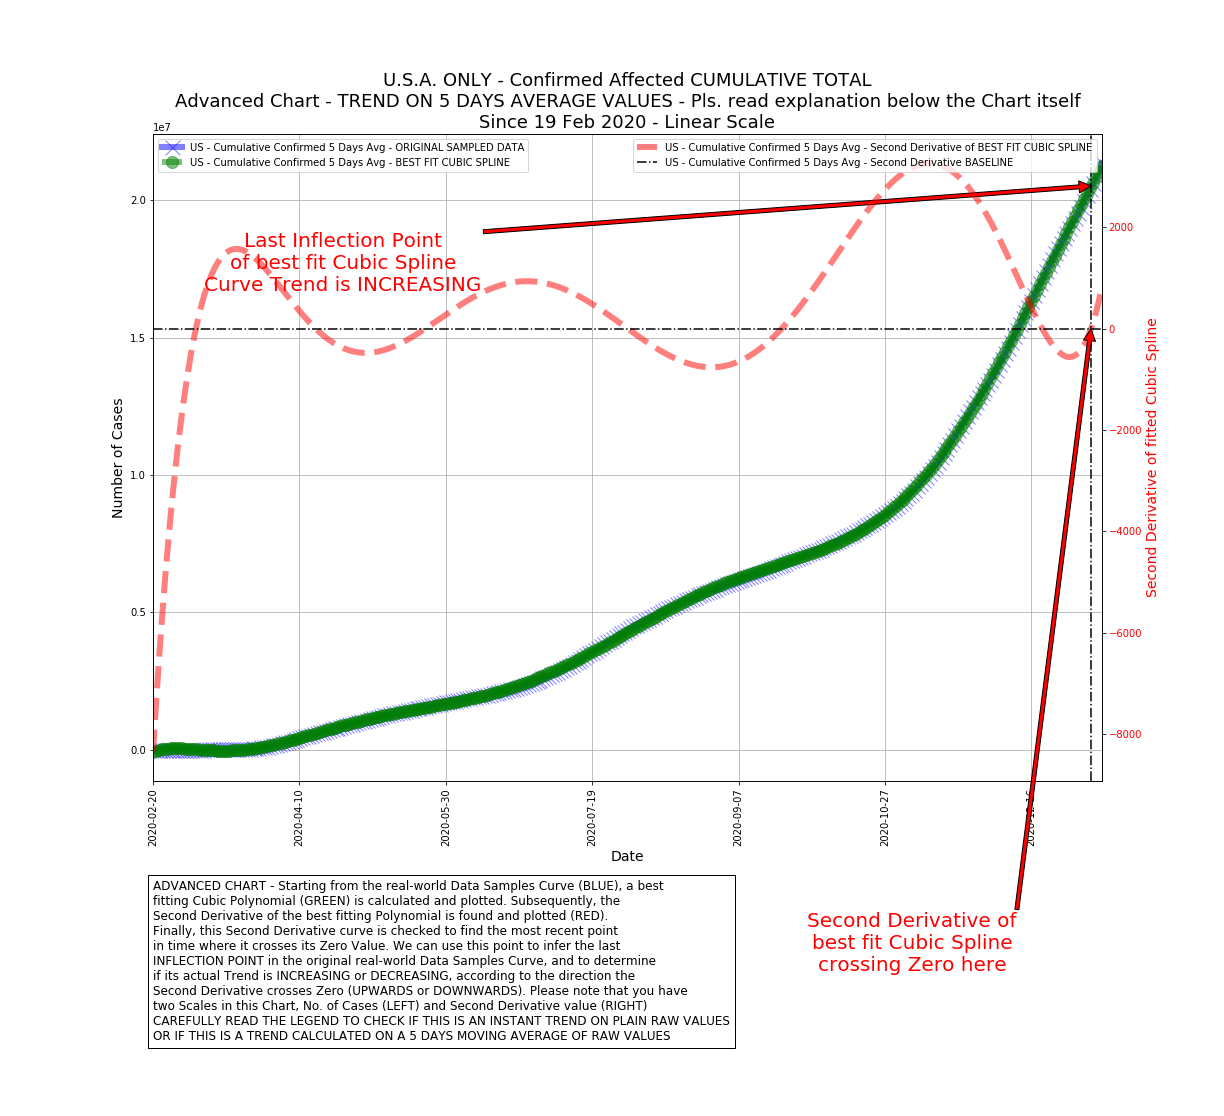 U.S.A. ONLY - Confirmed Affected CUMULATIVE TOTAL
Advanced Chart - TREND ON 5 DAYS AVERAGE VALUES - Pls. read explanation below the Chart itself
Since 19 Feb 2020 - Linear Scale
1e7
US - Cumulative Confirmed 5 Days Avg - ORIGINAL SAMPLED DATA
US - Cumulative Confirmed 5 Days Avg - BEST FIT CUBIC SPLINE
US - Cumulative Confirmed 5 Days Avg - Second Derivative of BEST FIT CUBIC SPLINE
US - Cumulative Confirmed 5 Days Avg - Second Derivative BASELINE
Last Inflection Point
of best fit Cubic Spline
Curve Trend is INCREASING
2.0
1.5
1.0
0.5
0.0
Number of Cases
2000
0
−2000
−4000
−6000
−8000
Second Derivative of fitted Cubic Spline
2020-02-20
2020-04-10
2020-05-30
2020-07-19
2020-09-07
2020-10-27
2020-12-16
Date
Second Derivative of
best fit Cubic Spline
crossing Zero here
ADVANCED CHART - Starting from the real-world Data Samples Curve (BLUE), a best
fitting Cubic Polynomial (GREEN) is calculated and plotted. Subsequently, the
Second Derivative of the best fitting Polynomial is found and plotted (RED).
Finally, this Second Derivative curve is checked to find the most recent point
in time where it crosses its Zero Value. We can use this point to infer the last
INFLECTION POINT in the original real-world Data Samples Curve, and to determine
if its actual Trend is INCREASING or DECREASING, according to the direction the
Second Derivative crosses Zero (UPWARDS or DOWNWARDS). Please note that you have
two Scales in this Chart, No. of Cases (LEFT) and Second Derivative value (RIGHT)
CAREFULLY READ THE LEGEND TO CHECK IF THIS IS AN INSTANT TREND ON PLAIN RAW VALUES
OR IF THIS IS A TREND CALCULATED ON A 5 DAYS MOVING AVERAGE OF RAW VALUES